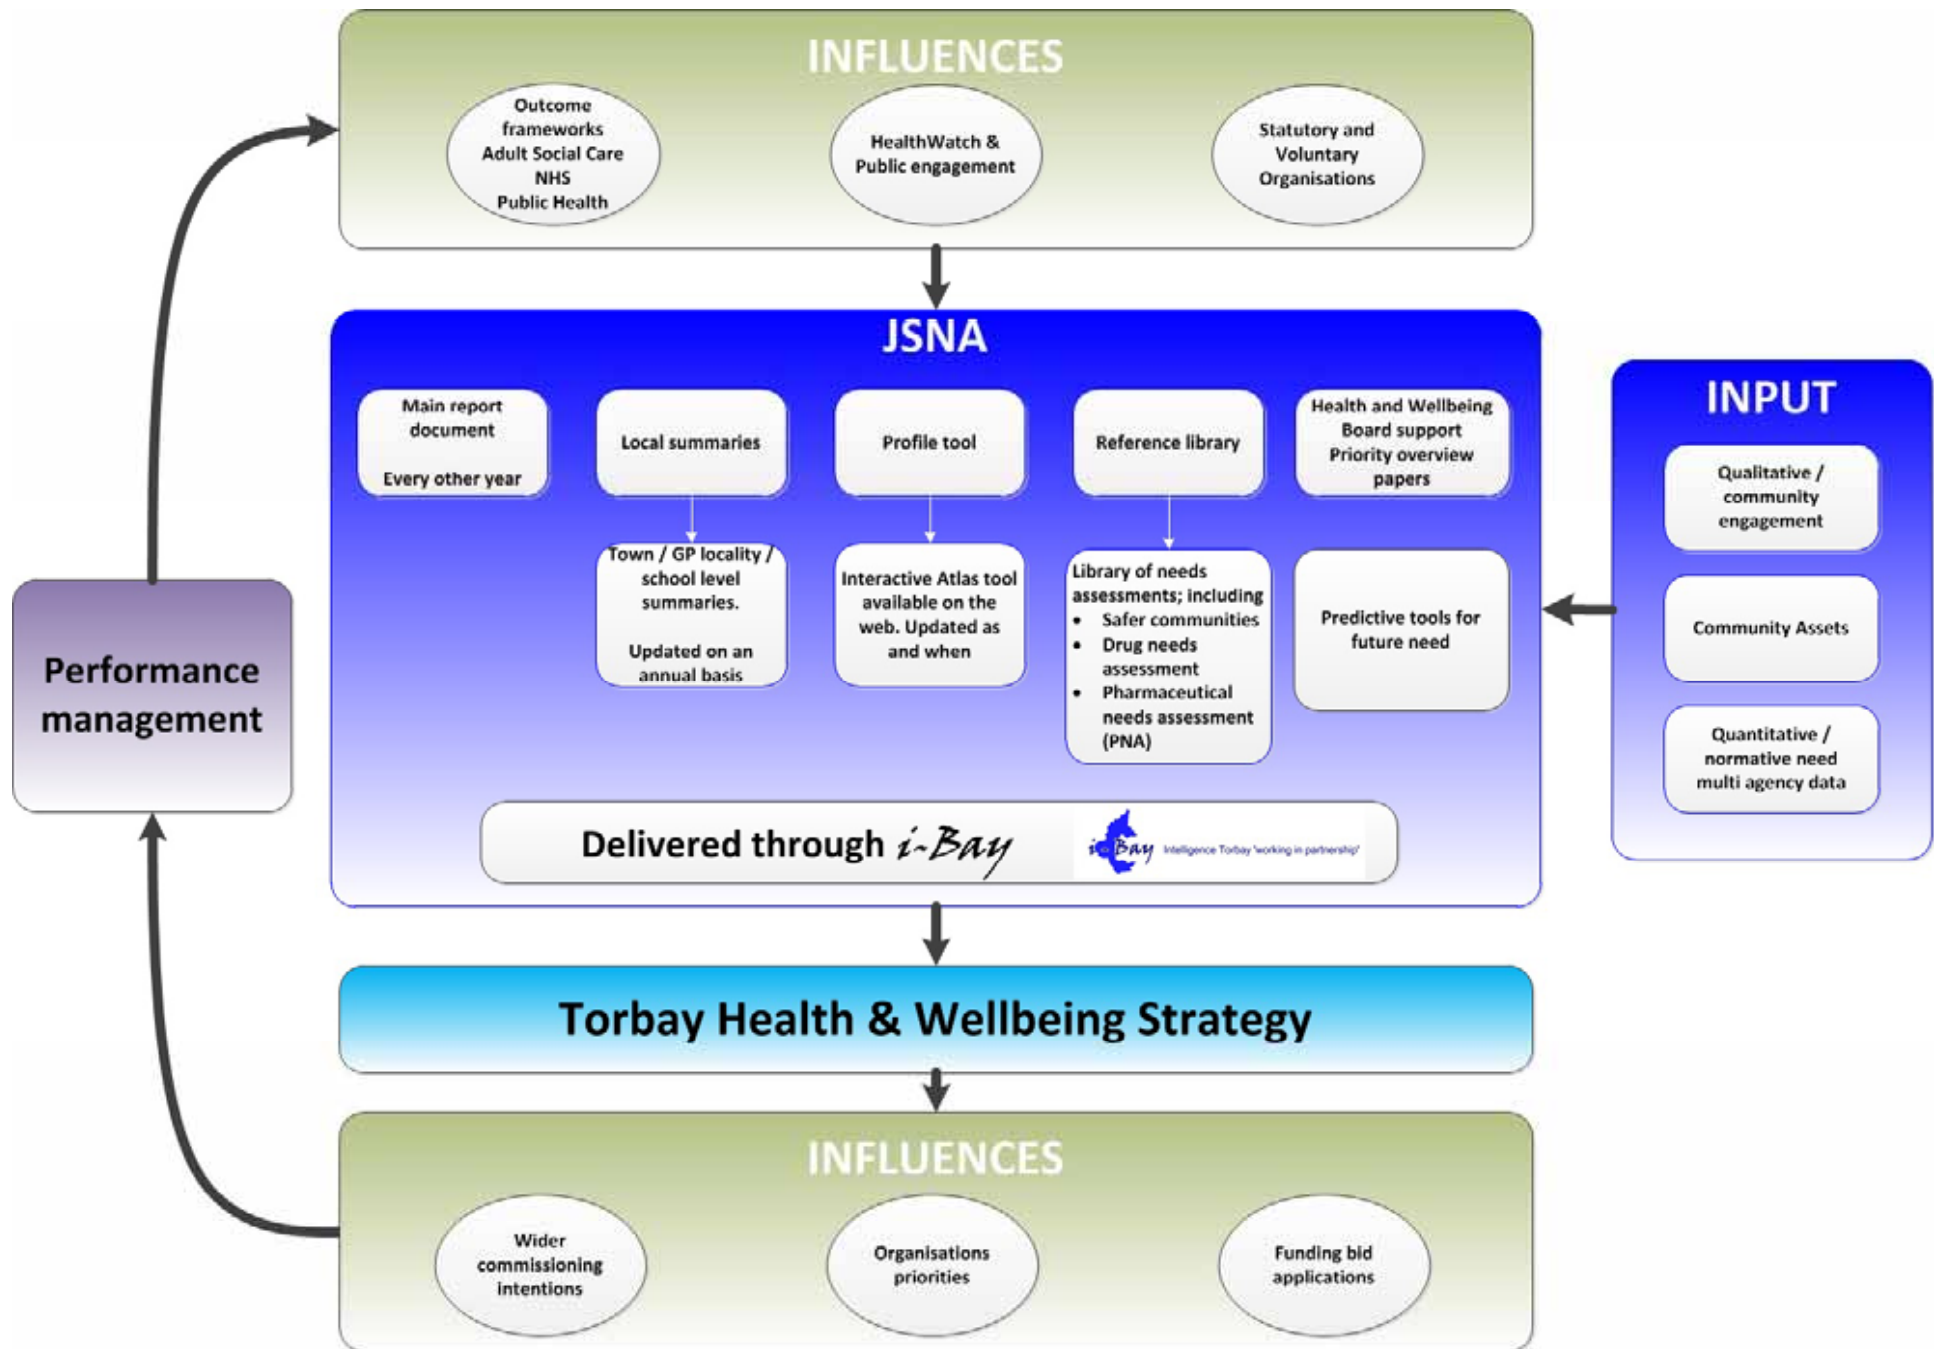 INFLUENCES
Outcome
frameworks
Adult Social Care
NHS
Public Health
HealthWatch &
Public engagement
Statutory and
Voluntary
Organisations
JSNA
Main report
document
Every other year
Local summaries
Profile tool
Reference library
Health and Wellbeing
Board support
Priority overview
papers
Town / GP locality /
school level
summaries.
Updated on an
annual basis
Interactive Atlas tool
available on the
web. Updated as
and when
Library of needs
assessments; including
• Safer communities
• Drug needs
assessment
• Pharmaceutical
needs assessment
(PNA)
Predictive tools for
future need
Delivered through i-Bay
i-Bay Intelligence Torbay 'working in partnership'
INPUT
Qualitative /
community
engagement
Community Assets
Quantitative /
normative need
multi agency data
Performance
management
Torbay Health & Wellbeing Strategy
INFLUENCES
Wider
commissioning
intentions
Organisations
priorities
Funding bid
applications